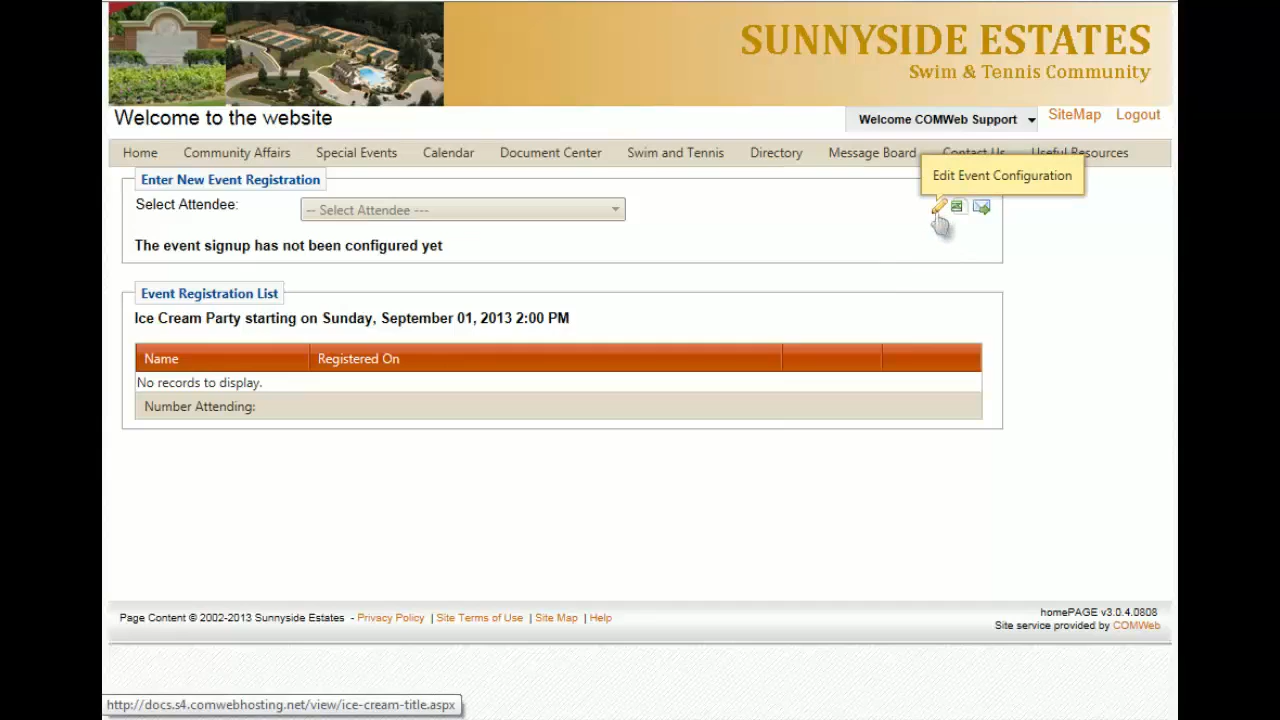 SUNNYSIDE ESTATES
Swim & Tennis Community
Welcome to the website
Welcome COMWeb Support
SiteMap
Logout
Home
Community Affairs
Special Events
Calendar
Document Center
Swim and Tennis
Directory
Message Board
Contact Us
Useful Resources
Edit Event Configuration
Enter New Event Registration
Select Attendee:
-- Select Attendee ---
The event signup has not been configured yet
Event Registration List
Ice Cream Party starting on Sunday, September 01, 2013 2:00 PM
Name
Registered On
No records to display.
Number Attending:
Page Content © 2002-2013 Sunnyside Estates - Privacy Policy | Site Terms of Use | Site Map | Help
homePAGE v3.0.4.0808
Site service provided by COMWeb
http://docs.s4.comwebhosting.net/view/ice-cream-title.aspx